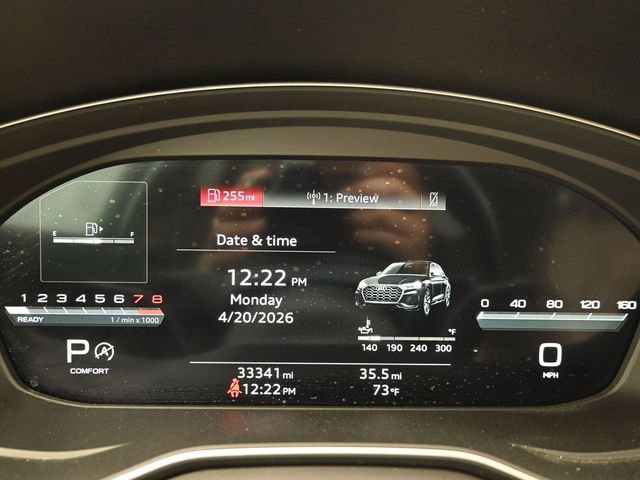 255 mi
1: Preview
E F
Date & time
12:22 PM
Monday
4/20/2026
1 2 3 4 5 6 7 8
READY 1 / min x 1000
°F
140 190 240 300
0 40 80 120 160
P A
COMFORT
0
MPH
33341 mi 35.5 mi
12:22 PM 73°F